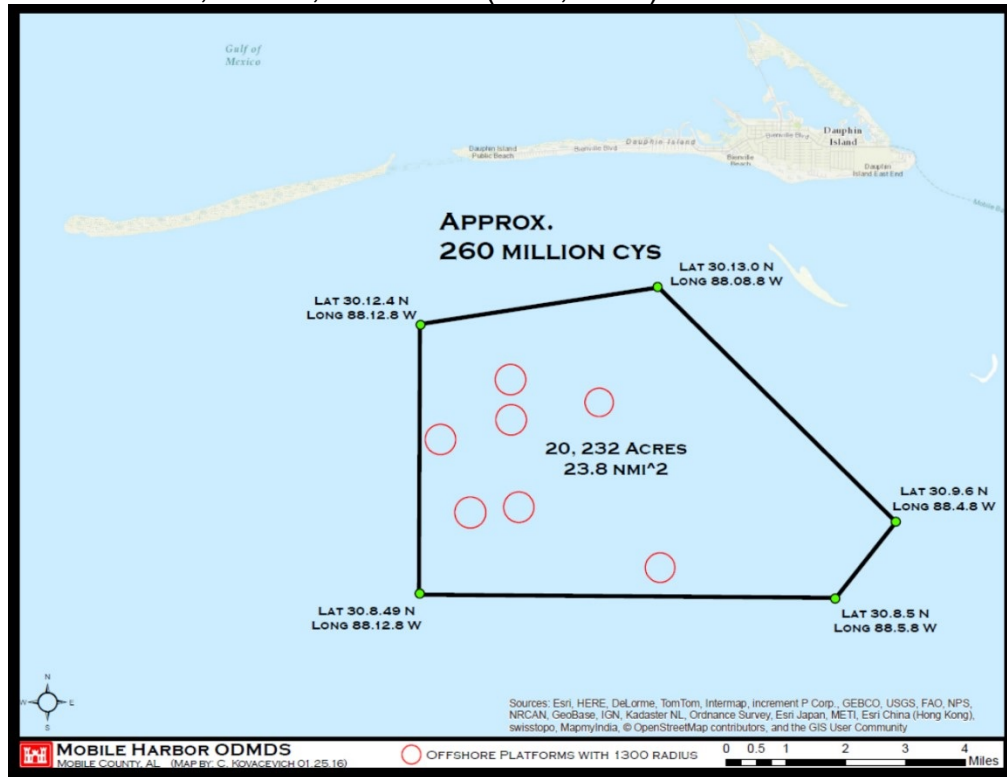 Gulf of
Mexico
Dauphin
Island
Bienville Blvd
Dauphin Island
Dauphin Island
Public Beach
Bienville Blvd
Bienville
Beach
Dauphin
Island East End
APPROX.
260 MILLION CYS
LAT 30.13.0 N
LONG 88.08.8 W
LAT 30.12.4 N
LONG 88.12.8 W
20, 232 ACRES
23.8 NMI^2
LAT 30.9.6 N
LONG 88.4.8 W
LAT 30.8.49 N
LONG 88.12.8 W
LAT 30.8.5 N
LONG 88.5.8 W
N
W
E
S
Sources: Esri, HERE, DeLorme, TomTom, Intermap, increment P Corp., GEBCO, USGS, FAO, NPS,
NRCAN, GeoBase, IGN, Kadaster NL, Ordnance Survey, Esri Japan, METI, Esri China (Hong Kong),
swisstopo, MapmyIndia, © OpenStreetMap contributors, and the GIS User Community
MOBILE HARBOR ODMDS
MOBILE COUNTY, AL (MAP BY: C. KOVACEVICH 01.25.16)
OFFSHORE PLATFORMS WITH 1300 RADIUS
0 0.5 1 2 3 4
Miles